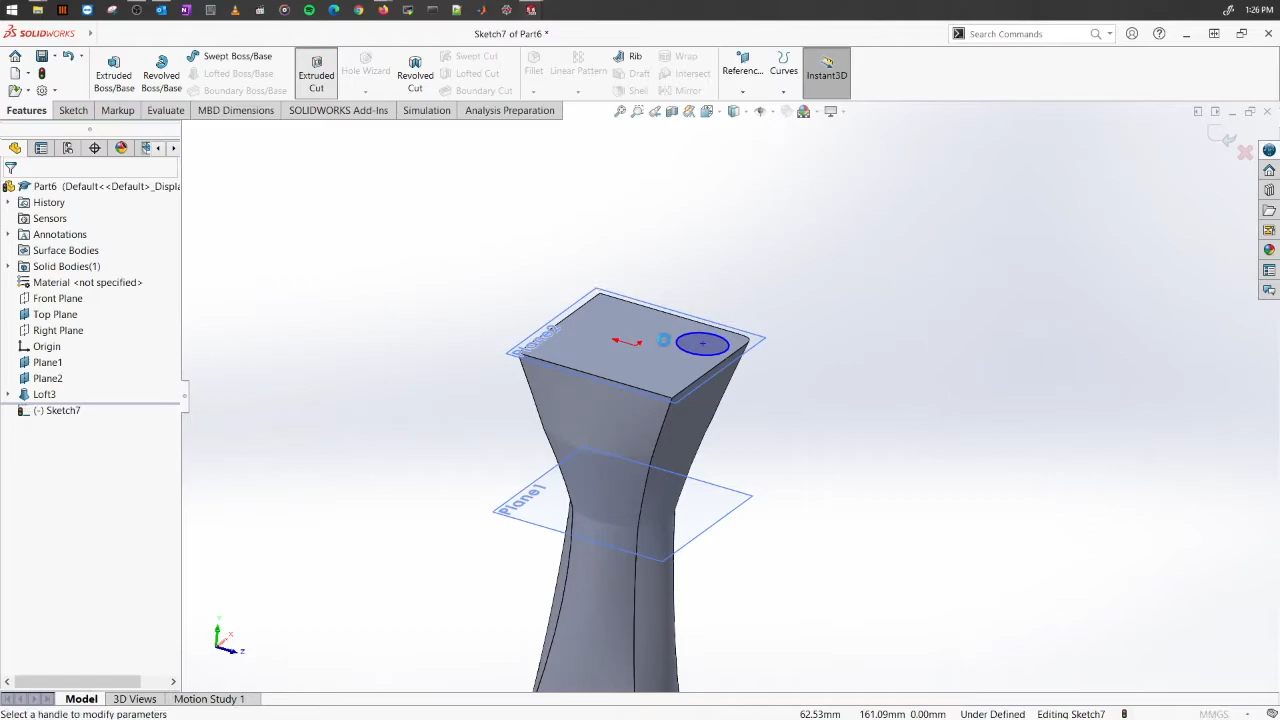 1:26 PM
SOLIDWORKS
Sketch7 of Part6 *
Search Commands
Extruded Boss/Base
Revolved Boss/Base
Swept Boss/Base
Lofted Boss/Base
Boundary Boss/Base
Extruded Cut
Hole Wizard
Revolved Cut
Swept Cut
Lofted Cut
Boundary Cut
Fillet
Linear Pattern
Rib
Draft
Shell
Wrap
Intersect
Mirror
Referenc...
Curves
Instant3D
Features Sketch Markup Evaluate MBD Dimensions SOLIDWORKS Add-Ins Simulation Analysis Preparation
Part6 (Default<<Default>_Displa
History
Sensors
Annotations
Surface Bodies
Solid Bodies(1)
Material <not specified>
Front Plane
Top Plane
Right Plane
Origin
Plane1
Plane2
Loft3
(-) Sketch7
Plane2
Plane1
Y
X
Z
Model 3D Views Motion Study 1
Select a handle to modify parameters 62.53mm 161.09mm 0.00mm Under Defined Editing Sketch7 MMGS